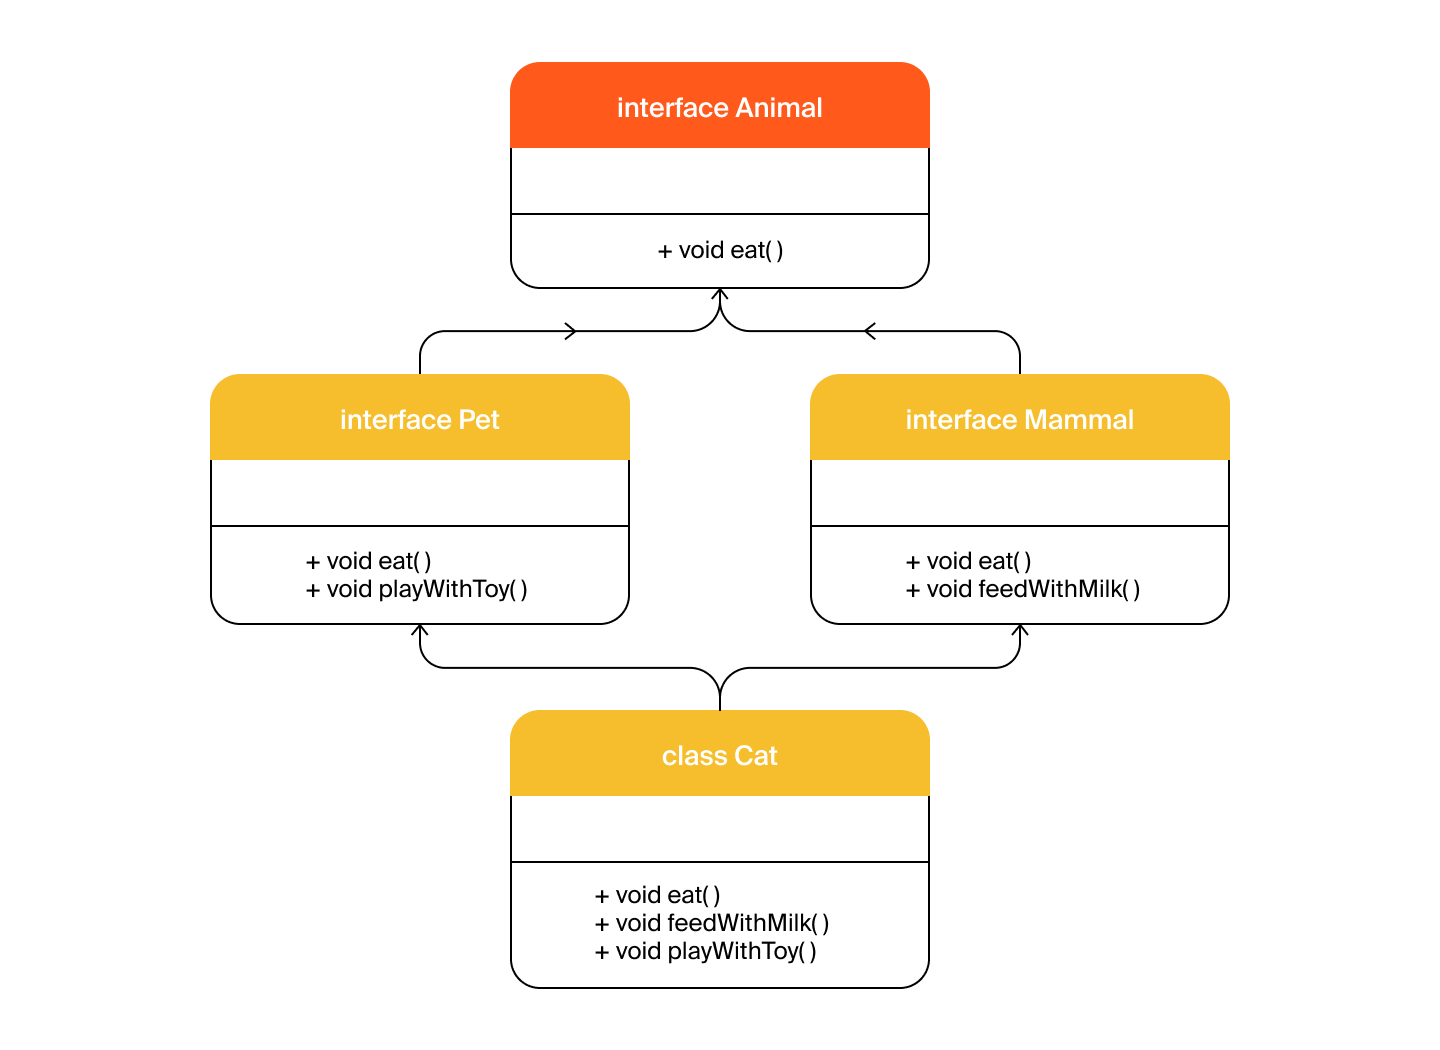 interface Animal
+ void eat( )
interface Pet
+ void eat( )
+ void playWithToy( )
interface Mammal
+ void eat( )
+ void feedWithMilk( )
class Cat
+ void eat( )
+ void feedWithMilk( )
+ void playWithToy( )